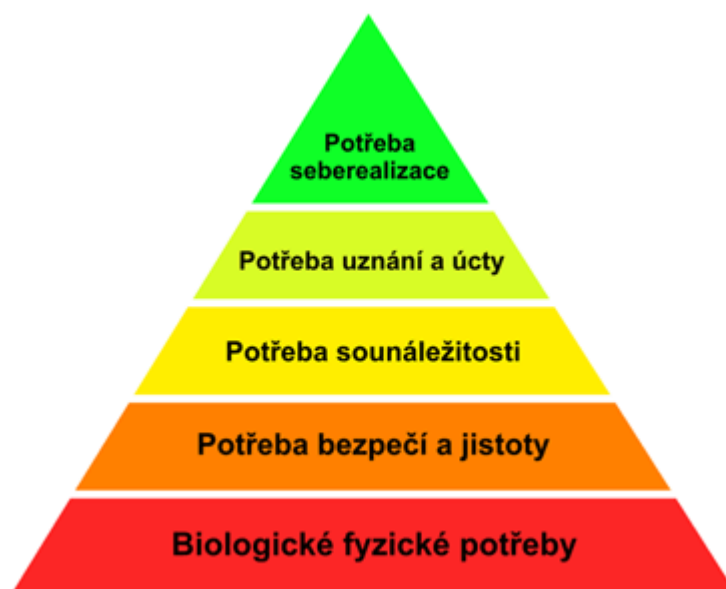 Potřeba
seberealizace
Potřeba uznání a úcty
Potřeba sounáležitosti
Potřeba bezpečí a jistoty
Biologické fyzické potřeby